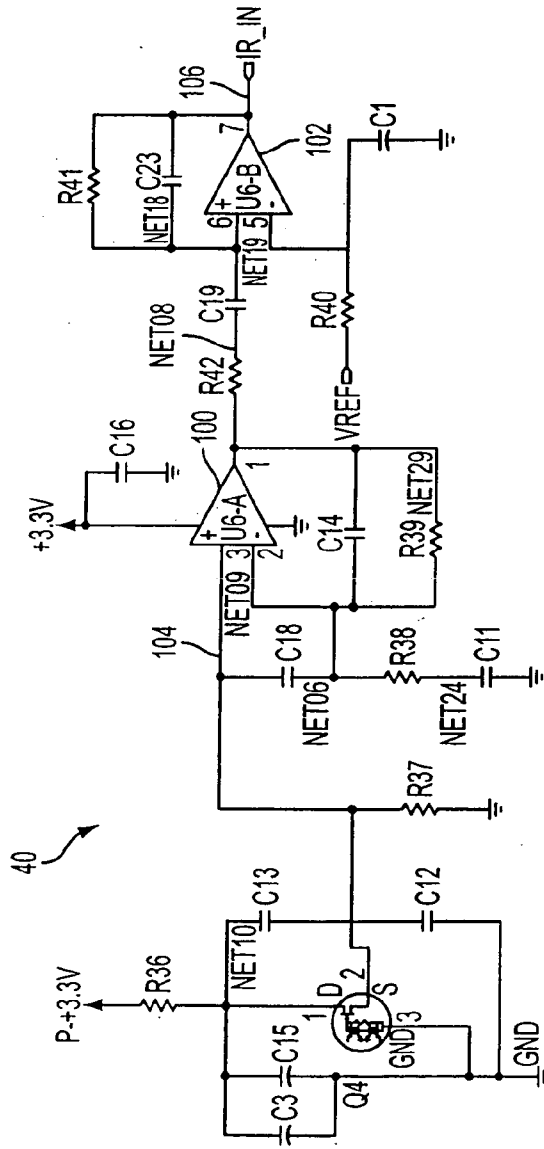 40
P-+3.3V
R36
NET10
C3
C15
C13
C12
1
D
2
S
Q4
GND
3
GND
R37
104
C18
NET06
R38
NET24
C11
NET09
+3.3V
C16
100
+
U6-A
-
3
2
1
C14
R39
NET29
R42
NET08
C19
VREF
R40
C1
R41
NET18
C23
NET19
6
5
+
U6-B
-
7
102
106
IR_IN